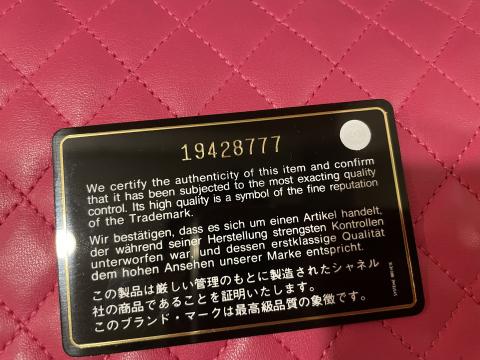 19428777
We certify the authenticity of this item and confirm
that it has been subjected to the most exacting quality
control. Its high quality is a symbol of the fine reputation
of the Trademark.
Wir bestätigen, dass es sich um einen Artikel handelt,
der während seiner Herstellung strengsten Kontrollen
unterworfen war, und dessen erstklassige Qualität
dem hohen Ansehen unserer Marke entspricht.
この製品は厳しい管理のもとに製造されたシャネル
社の商品であることを証明いたします。
このブランド・マークは最高級品質の象徴です。